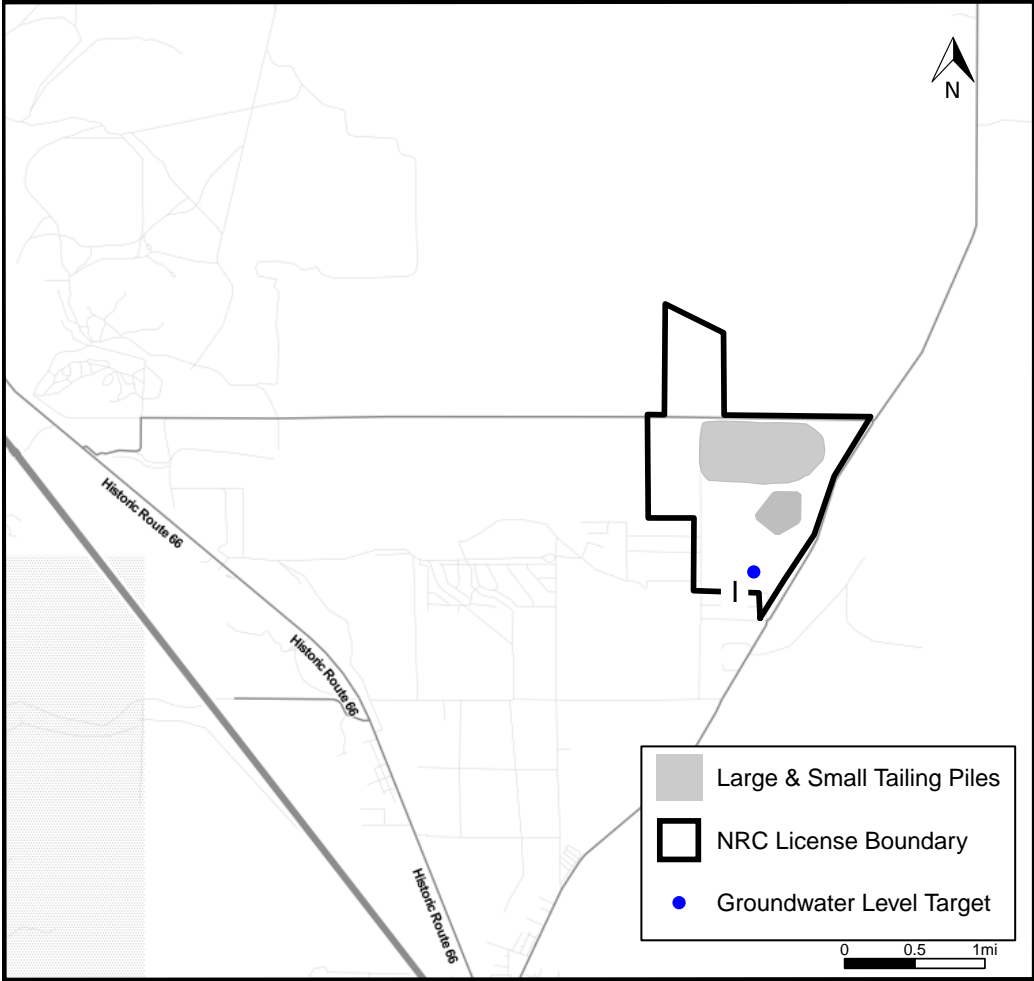 N
Historic Route 66
Historic Route 66
Historic Route 66
I
Large & Small Tailing Piles
NRC License Boundary
Groundwater Level Target
0 0.5 1mi